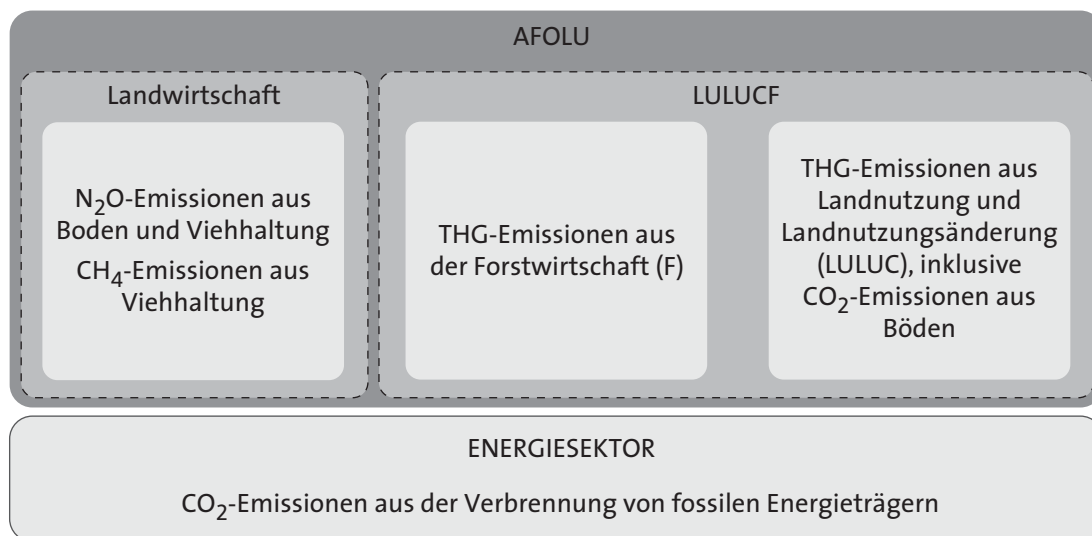 AFOLU
Landwirtschaft
N₂O-Emissionen aus
Boden und Viehhaltung
CH₄-Emissionen aus
Viehhaltung
LULUCF
THG-Emissionen aus
der Forstwirtschaft (F)
THG-Emissionen aus
Landnutzung und
Landnutzungsänderung
(LULUC), inklusive
CO₂-Emissionen aus
Böden
ENERGIESEKTOR
CO₂-Emissionen aus der Verbrennung von fossilen Energieträgern